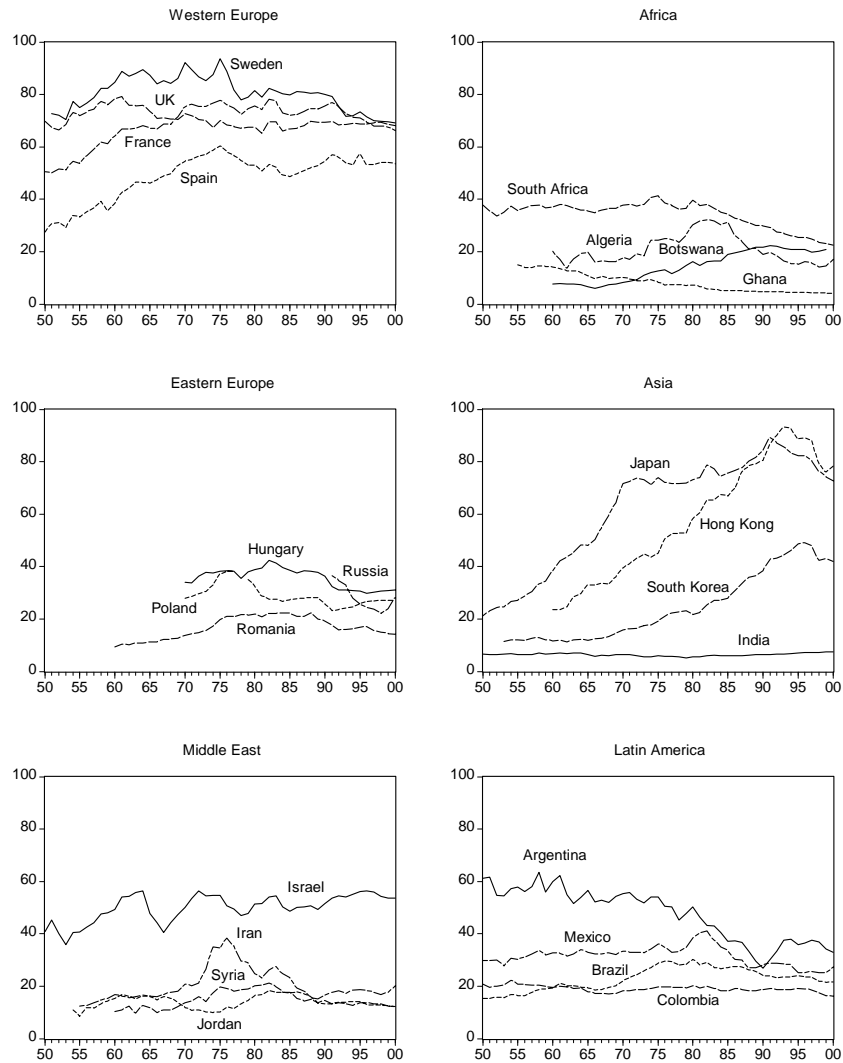 Western Europe
100
80
60
40
20
0
Sweden
UK
France
Spain
50 55 60 65 70 75 80 85 90 95 00
Africa
100
80
60
40
20
0
South Africa
Algeria
Botswana
Ghana
50 55 60 65 70 75 80 85 90 95 00
Eastern Europe
100
80
60
40
20
0
Hungary
Russia
Poland
Romania
50 55 60 65 70 75 80 85 90 95 00
Asia
100
80
60
40
20
0
Japan
Hong Kong
South Korea
India
50 55 60 65 70 75 80 85 90 95 00
Middle East
100
80
60
40
20
0
Israel
Iran
Syria
Jordan
50 55 60 65 70 75 80 85 90 95 00
Latin America
100
80
60
40
20
0
Argentina
Mexico
Brazil
Colombia
50 55 60 65 70 75 80 85 90 95 00